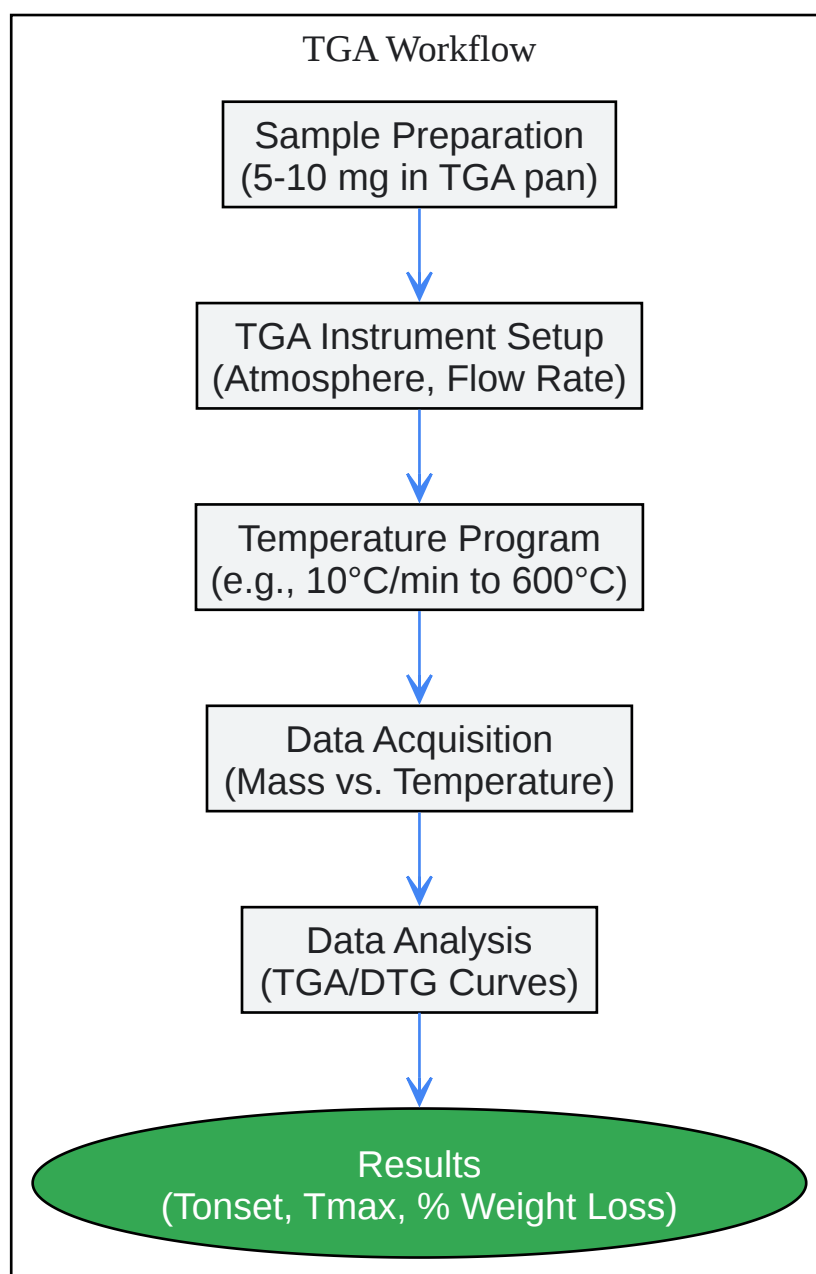 TGA Workflow
Sample Preparation
(5-10 mg in TGA pan)
TGA Instrument Setup
(Atmosphere, Flow Rate)
Temperature Program
(e.g., 10°C/min to 600°C)
Data Acquisition
(Mass vs. Temperature)
Data Analysis
(TGA/DTG Curves)
Results
(Tonset, Tmax, % Weight Loss)